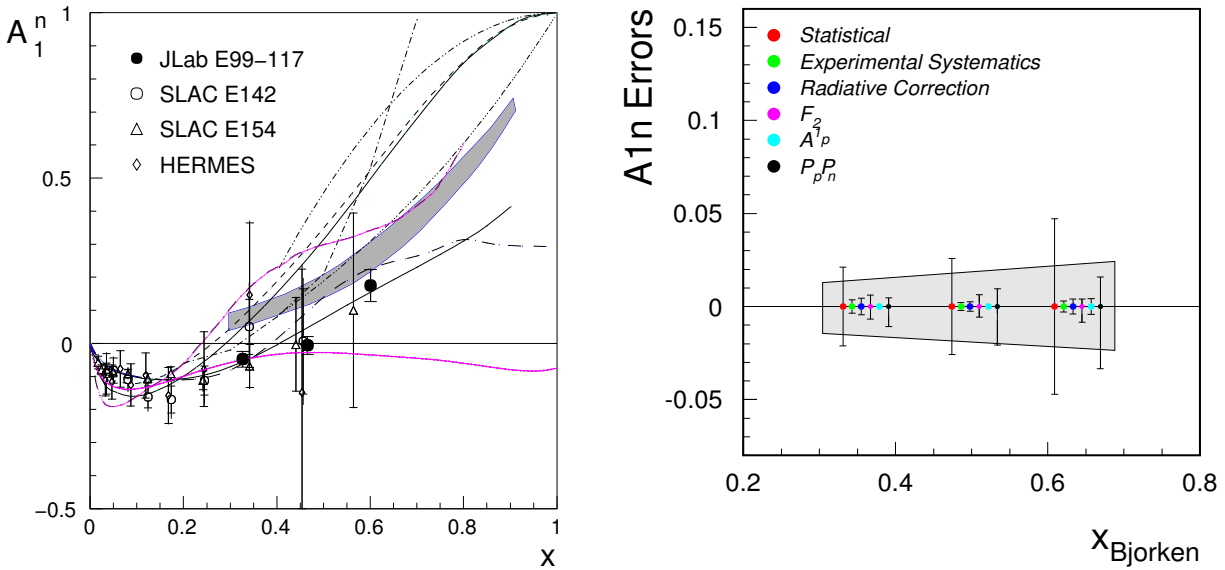 A₁ⁿ
1
0.5
0
−0.5
JLab E99−117
SLAC E142
SLAC E154
HERMES
0 0.2 0.4 0.6 0.8 1
x
A1n Errors
0.15
0.1
0.05
0
-0.05
Statistical
Experimental Systematics
Radiative Correction
F₂
A¹ₚ
PₚPₙ
0.2 0.4 0.6 0.8
x_Bjorken